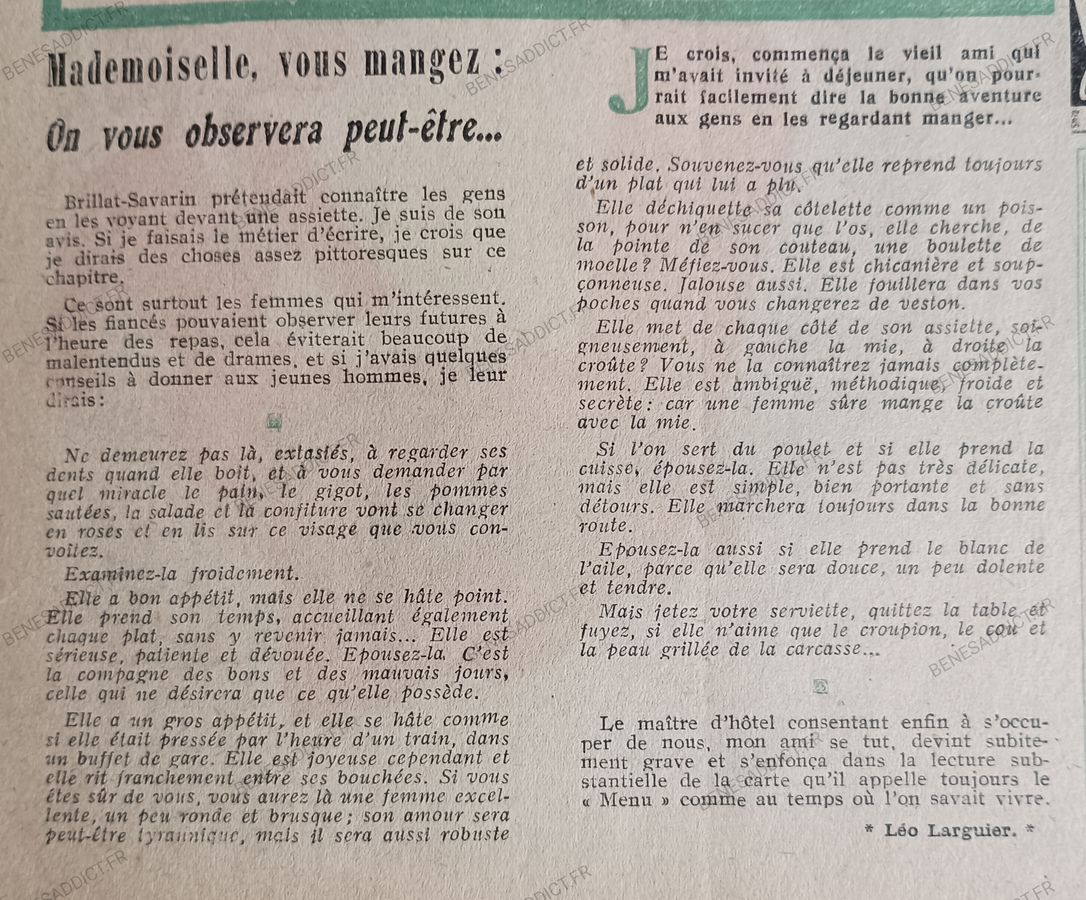 Mademoiselle, vous mangez :
On vous observera peut-être...
JE crois, commença le vieil ami qui
m'avait invité à déjeuner, qu'on pour-
rait facilement dire la bonne aventure
aux gens en les regardant manger...
Brillat-Savarin prétendait connaître les gens
en les voyant devant une assiette. Je suis de son
avis. Si je faisais le métier d'écrire, je crois que
je dirais des choses assez pittoresques sur ce
chapitre.
Ce sont surtout les femmes qui m'intéressent.
Si les fiancés pouvaient observer leurs futures à
l'heure des repas, cela éviterait beaucoup de
malentendus et de drames, et si j'avais quelques
conseils à donner aux jeunes hommes, je leur
dirais :
Ne demeurez pas là, extasiés, à regarder ses
dents quand elle boit, et à vous demander par
quel miracle le pain, le gigot, les pommes
sautées, la salade et la confiture vont se changer
en roses et en lis sur ce visage que vous con-
voitez.
Examinez-la froidement.
Elle a bon appétit, mais elle ne se hâte point.
Elle prend son temps, accueillant également
chaque plat, sans y revenir jamais... Elle est
sérieuse, patiente et dévouée. Epousez-la. C'est
la compagne des bons et des mauvais jours,
celle qui ne désirera que ce qu'elle possède.
Elle a un gros appétit, et elle se hâte comme
si elle était pressée par l'heure d'un train, dans
un buffet de gare. Elle est joyeuse cependant et
elle rit franchement entre ses bouchées. Si vous
êtes sûr de vous, vous aurez là une femme excel-
lente, un peu ronde et brusque ; son amour sera
peut-être tyrannique, mais il sera aussi robuste
et solide. Souvenez-vous qu'elle reprend toujours
d'un plat qui lui a plu.
Elle déchiquette sa côtelette comme un pois-
son, pour n'en sucer que l'os, elle cherche, de
la pointe de son couteau, une boulette de
moelle ? Méfiez-vous. Elle est chicanière et soup-
çonneuse. Jalouse aussi. Elle fouillera dans vos
poches quand vous changerez de veston.
Elle met de chaque côté de son assiette, soi-
gneusement, à gauche la mie, à droite la
croûte ? Vous ne la connaîtrez jamais complète-
ment. Elle est ambiguë, méthodique, froide et
secrète : car une femme sûre mange la croûte
avec la mie.
Si l'on sert du poulet et si elle prend la
cuisse, épousez-la. Elle n'est pas très délicate,
mais elle est simple, bien portante et sans
détours. Elle marchera toujours dans la bonne
route.
Epousez-la aussi si elle prend le blanc de
l'aile, parce qu'elle sera douce, un peu dolente
et tendre.
Mais jetez votre serviette, quittez la table et
fuyez, si elle n'aime que le croupion, le cou et
la peau grillée de la carcasse...
Le maître d'hôtel consentant enfin à s'occu-
per de nous, mon ami se tut, devint subite-
ment grave et s'enfonça dans la lecture sub-
stantielle de la carte qu'il appelle toujours le
« Menu » comme au temps où l'on savait vivre.
* Léo Larguier. *
BENESADDICT.FR